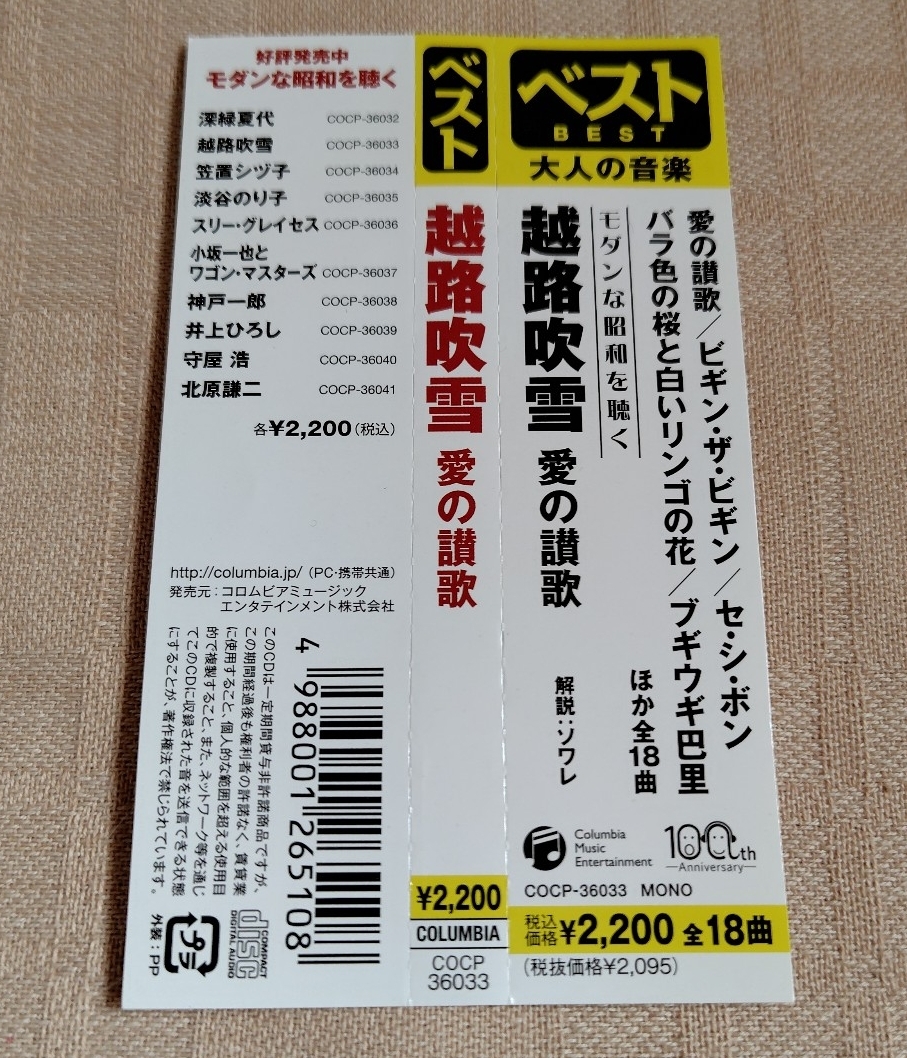 好評発売中
モダンな昭和を聴く
深緑夏代 COCP-36032
越路吹雪 COCP-36033
笠置シヅ子 COCP-36034
淡谷のり子 COCP-36035
スリー・グレイセス COCP-36036
小坂一也と
ワゴン・マスターズ COCP-36037
神戸一郎 COCP-36038
井上ひろし COCP-36039
守屋 浩 COCP-36040
北原謙二 COCP-36041
各¥2,200(税込)
http://columbia.jp/ (PC・携帯共通)
発売元:コロムビアミュージック
エンタテインメント株式会社
4 988001 265108
このCDは一定期間貸与非許諾商品ですが、
この期間経過後も権利者の許諾なく、賃貸業
に使用すること、個人的な範囲を超える使用目
的で複製すること、また、ネットワーク等を通じ
てこのCDに収録された音を送信できる状態
にすることが、著作権法で禁じられています。
COMPACT
disc
DIGITAL AUDIO
プラ
外装:PP
ベスト
越路吹雪 愛の讃歌
¥2,200
COLUMBIA
COCP
36033
ベスト
BEST
大人の音楽
愛の讃歌/ビギン・ザ・ビギン/セ・シ・ボン
バラ色の桜と白いリンゴの花/ブギウギ巴里
ほか全18曲
モダンな昭和を聴く
越路吹雪 愛の讃歌
解説:ソワレ
Columbia
Music
Entertainment
100th
Anniversary
COCP-36033 MONO
税込
価格¥2,200 全18曲
(税抜価格¥2,095)